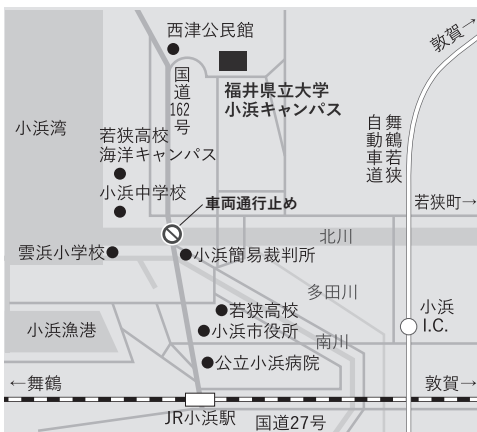 西津公民館
敦賀→
国道162号
福井県立大学
小浜キャンパス
小浜湾
舞鶴若狭
自動車道
若狭高校
海洋キャンパス
小浜中学校
車両通行止め
若狭町→
北川
雲浜小学校
小浜簡易裁判所
多田川
若狭高校
小浜
I.C.
小浜漁港
小浜市役所
南川
公立小浜病院
←舞鶴
敦賀→
JR小浜駅
国道27号